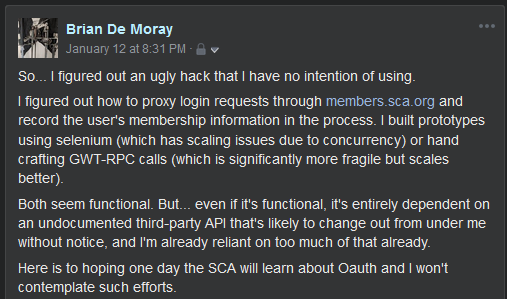 Brian De Moray
January 12 at 8:31 PM ·
So... I figured out an ugly hack that I have no intention of using.
I figured out how to proxy login requests through members.sca.org and
record the user's membership information in the process. I built prototypes
using selenium (which has scaling issues due to concurrency) or hand
crafting GWT-RPC calls (which is significantly more fragile but scales
better).
Both seem functional. But... even if it's functional, it's entirely dependent on
an undocumented third-party API that's likely to change out from under me
without notice, and I'm already reliant on too much of that already.
Here is to hoping one day the SCA will learn about Oauth and I won't
contemplate such efforts.